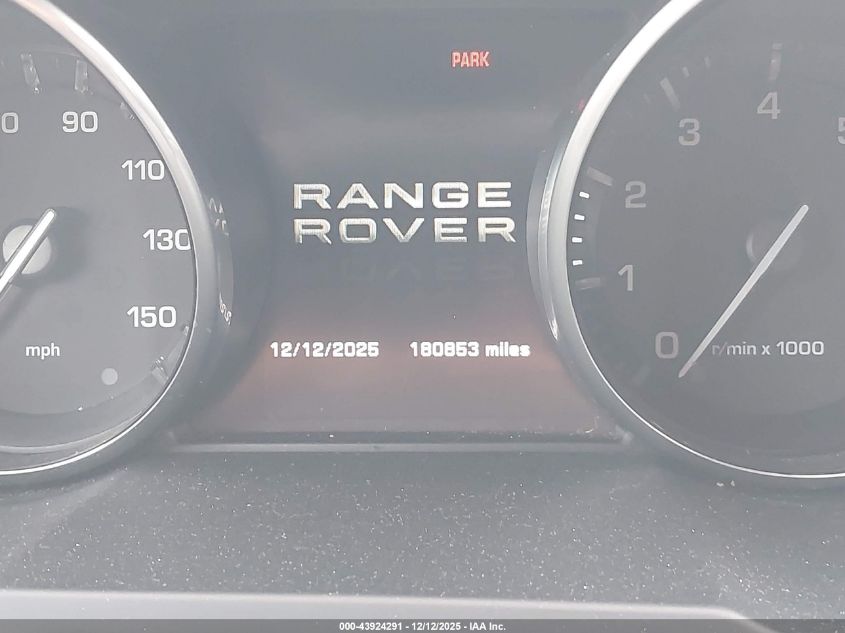 PARK
90
110
130
150
mph
RANGE
ROVER
12/12/2025 180853 miles
0
1
2
3
4
r/min x 1000
000-43924291 - 12/12/2025 - IAA Inc.